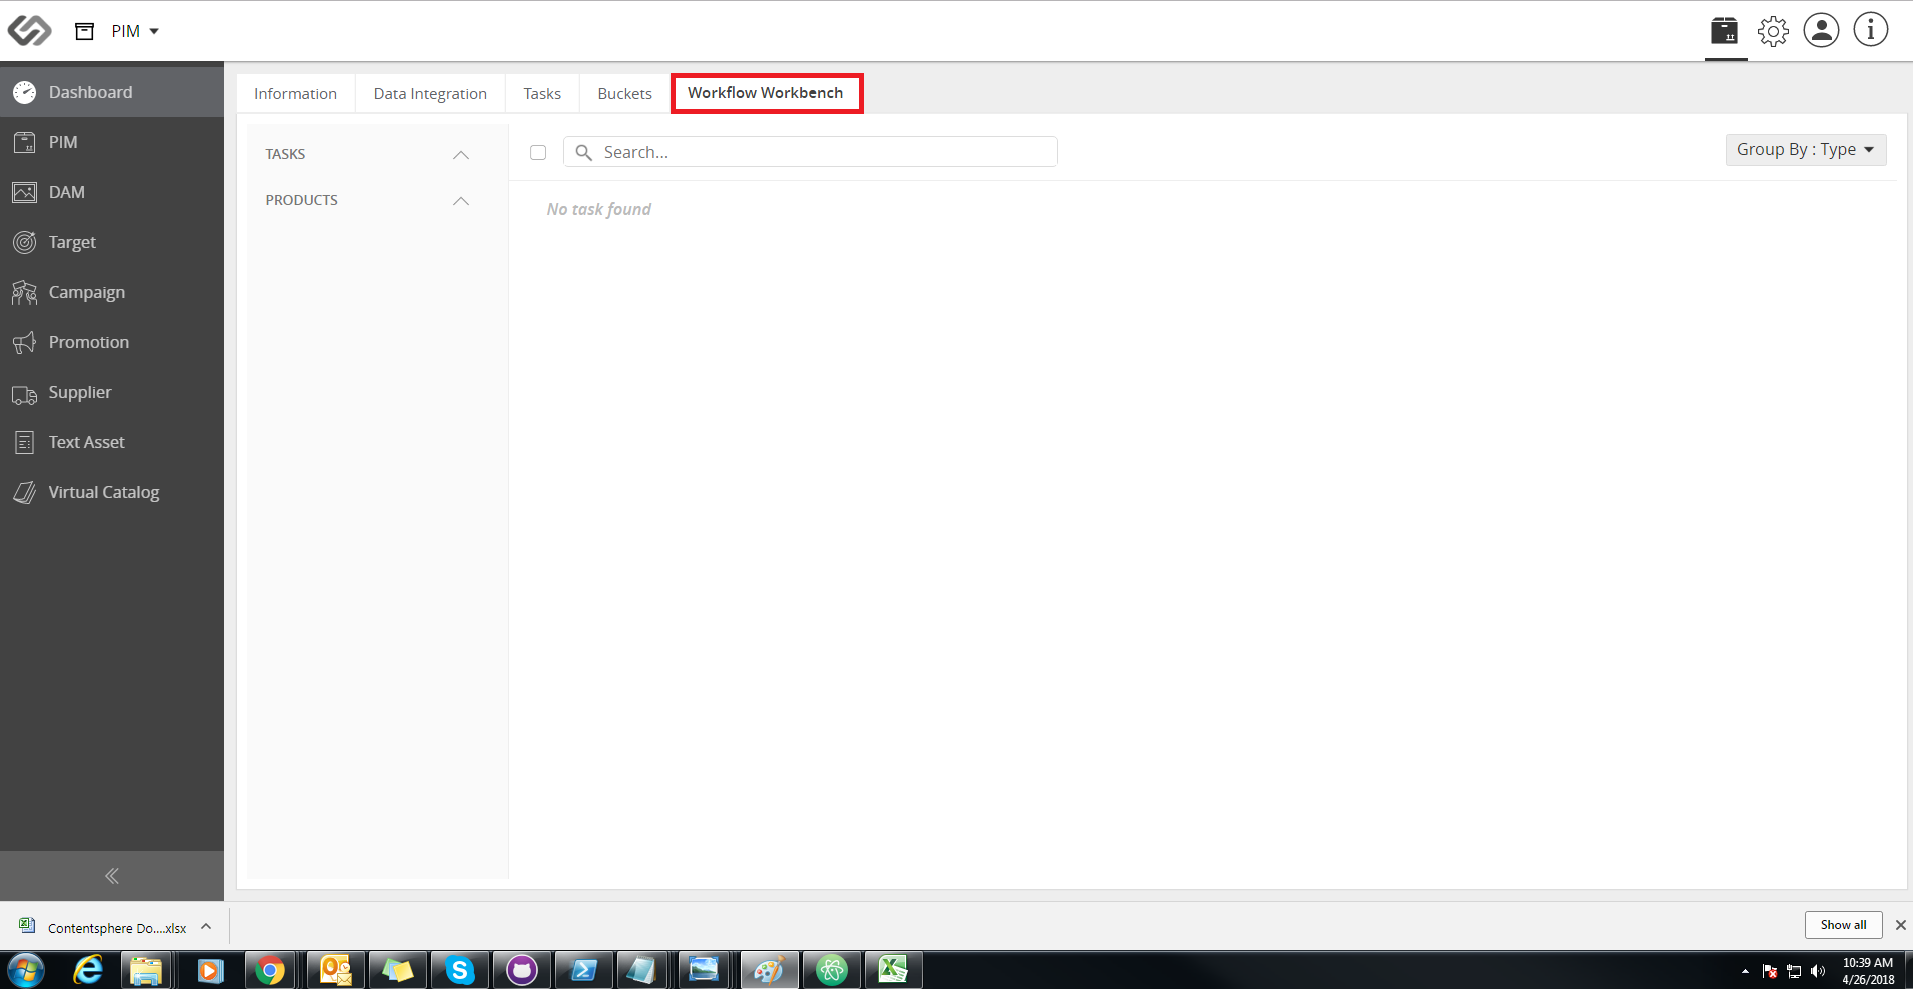 PIM
Dashboard
PIM
DAM
Target
Campaign
Promotion
Supplier
Text Asset
Virtual Catalog
Information
Data Integration
Tasks
Buckets
Workflow Workbench
TASKS
PRODUCTS
Search...
Group By : Type
No task found
Contentsphere Do....xlsx
Show all
10:39 AM
4/26/2018